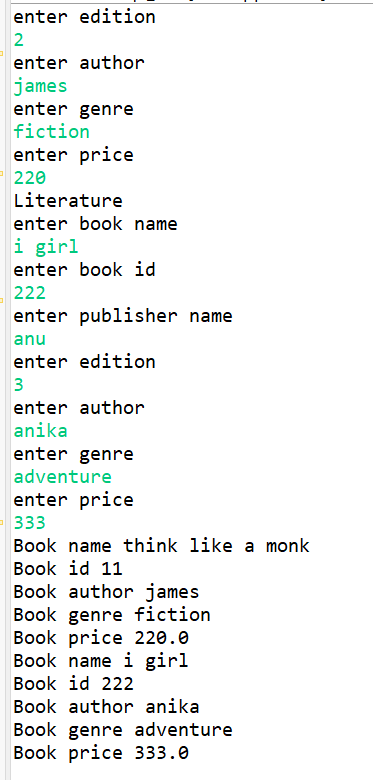 enter edition
2
enter author
james
enter genre
fiction
enter price
220
Literature
enter book name
i girl
enter book id
222
enter publisher name
anu
enter edition
3
enter author
anika
enter genre
adventure
enter price
333
Book name think like a monk
Book id 11
Book author james
Book genre fiction
Book price 220.0
Book name i girl
Book id 222
Book author anika
Book genre adventure
Book price 333.0